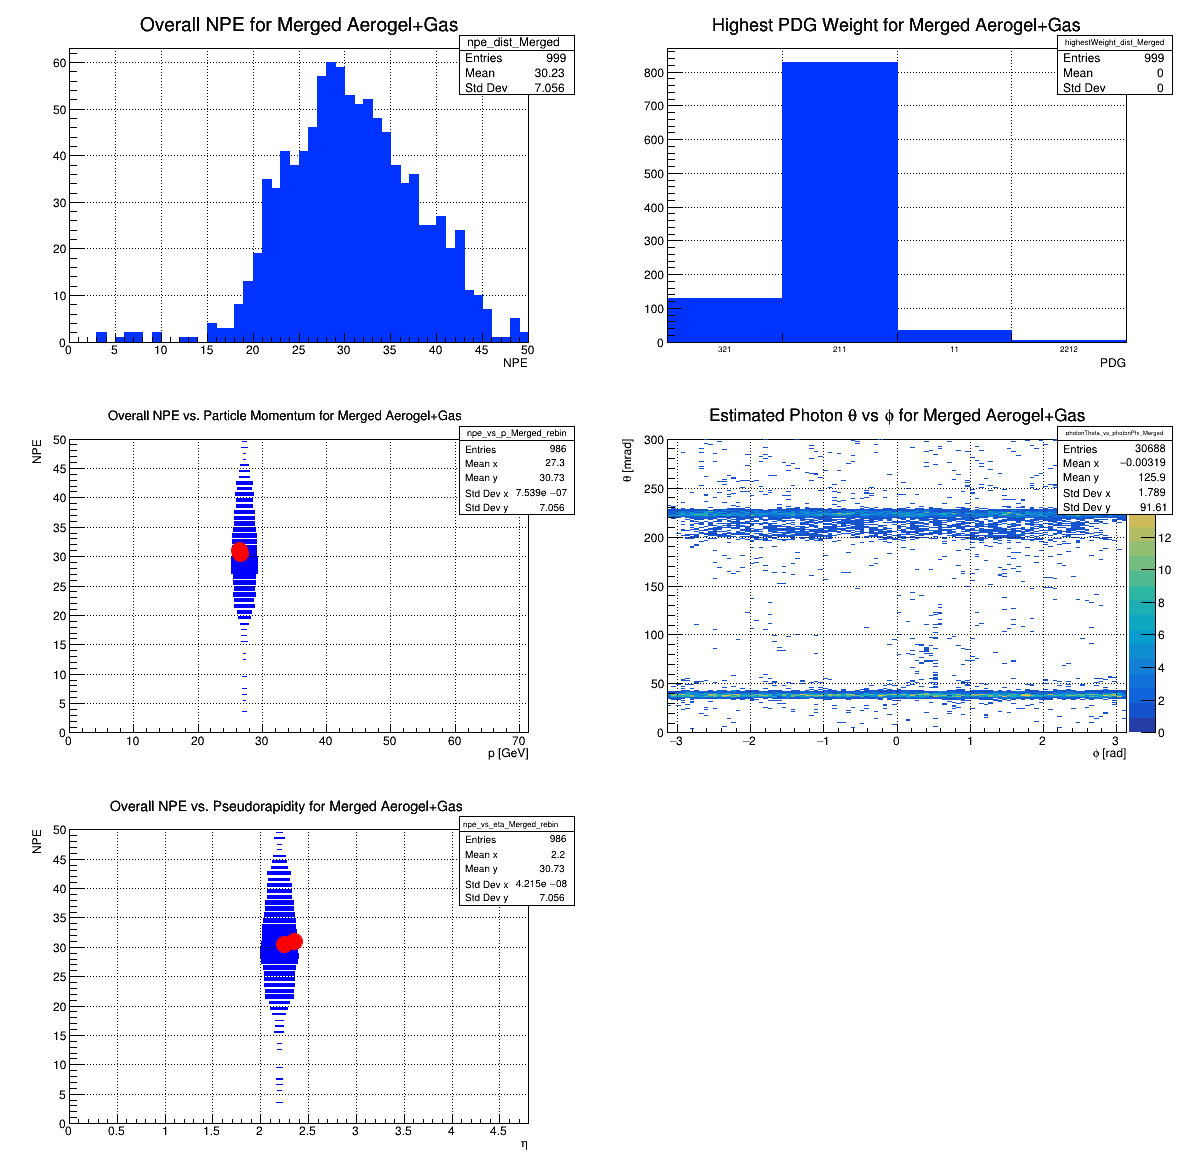 Overall NPE for Merged Aerogel+Gas
npe_dist_Merged
Entries 999
Mean 30.23
Std Dev 7.056
60
50
40
30
20
10
0
0 5 10 15 20 25 30 35 40 45 50
NPE
Highest PDG Weight for Merged Aerogel+Gas
highestWeight_dist_Merged
Entries 999
Mean 0
Std Dev 0
800
700
600
500
400
300
200
100
0
321 211 11 2212
PDG
Overall NPE vs. Particle Momentum for Merged Aerogel+Gas
npe_vs_p_Merged_rebin
Entries 986
Mean x 27.3
Mean y 30.73
Std Dev x 7.539e −07
Std Dev y 7.056
NPE
50
45
40
35
30
25
20
15
10
5
0
0 10 20 30 40 50 60 70
p [GeV]
Estimated Photon θ vs ϕ for Merged Aerogel+Gas
photonTheta_vs_photonPhi_Merged
Entries 30688
Mean x −0.00319
Mean y 125.9
Std Dev x 1.789
Std Dev y 91.61
θ [mrad]
300
250
200
150
100
50
0
−3 −2 −1 0 1 2 3
ϕ [rad]
12
10
8
6
4
2
0
Overall NPE vs. Pseudorapidity for Merged Aerogel+Gas
npe_vs_eta_Merged_rebin
Entries 986
Mean x 2.2
Mean y 30.73
Std Dev x 4.215e −08
Std Dev y 7.056
NPE
50
45
40
35
30
25
20
15
10
5
0
0 0.5 1 1.5 2 2.5 3 3.5 4 4.5
η